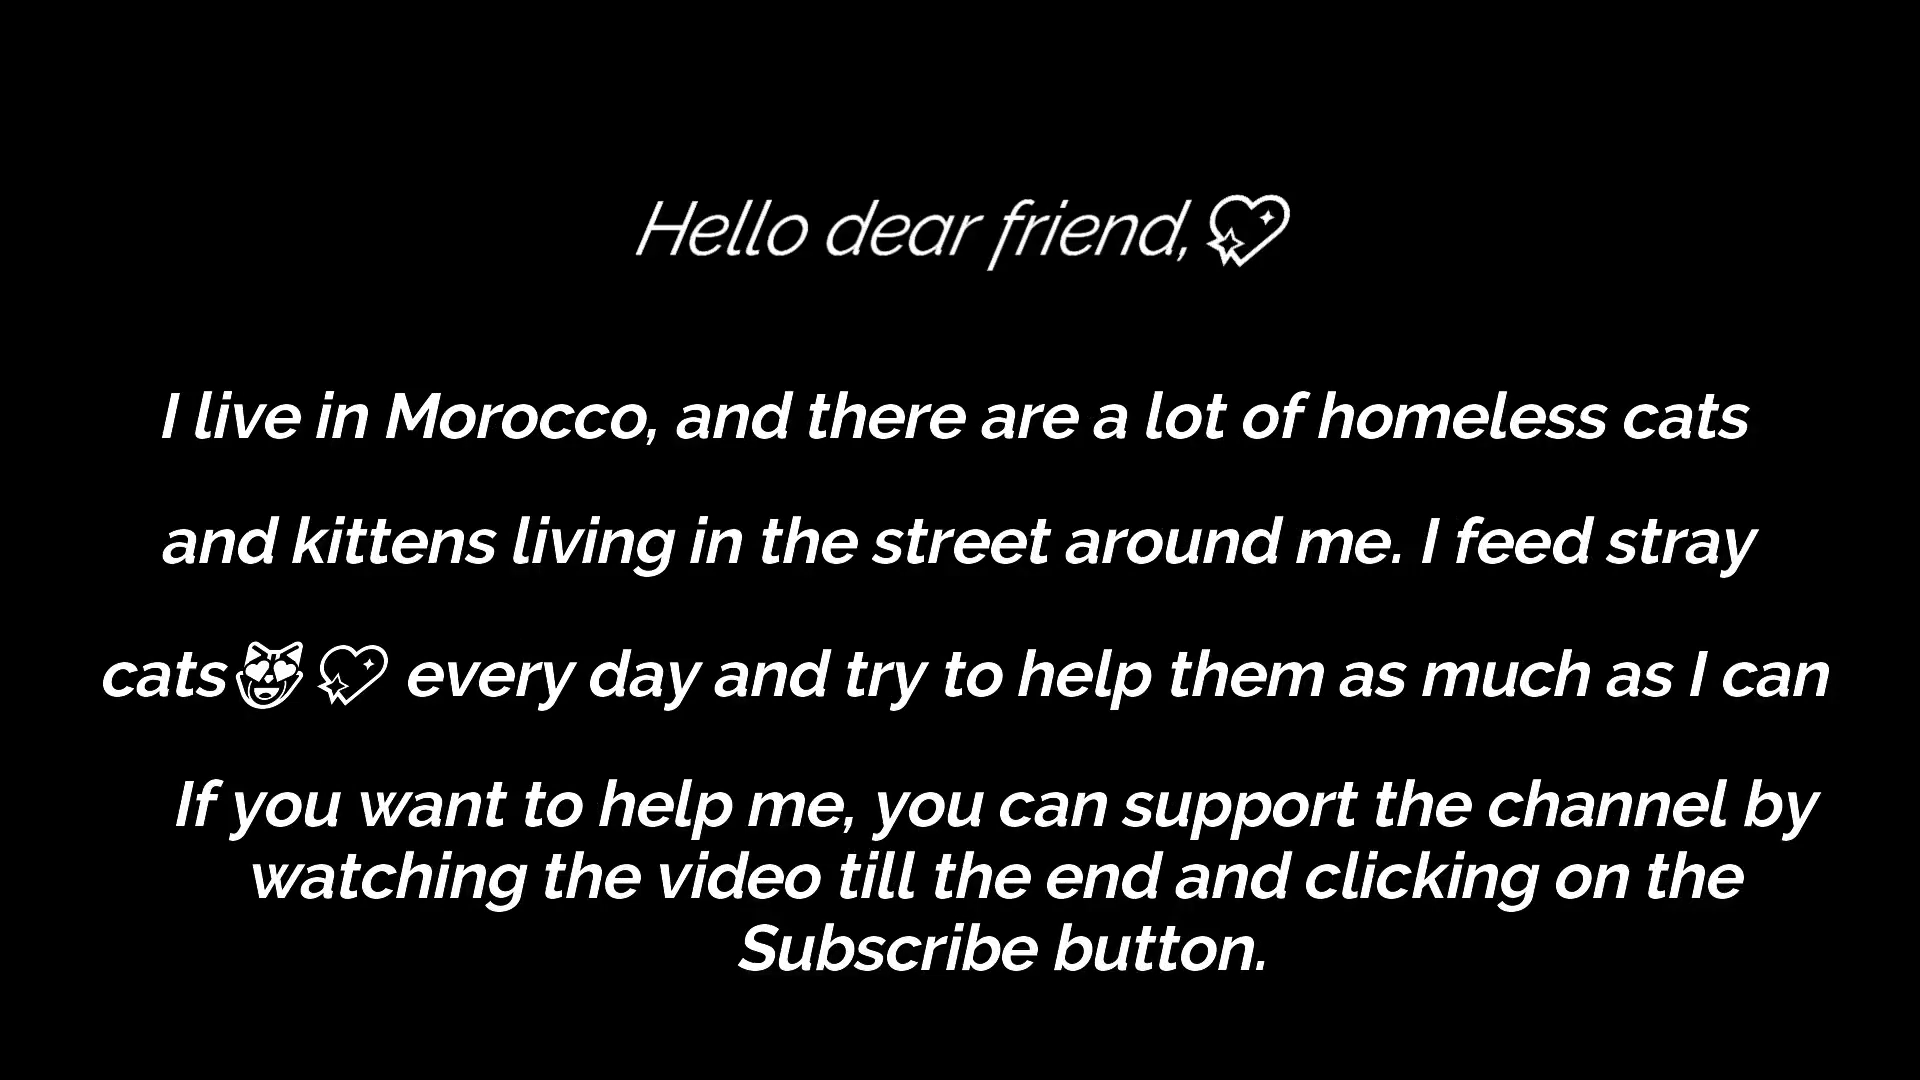 Hello dear friend,💖
I live in Morocco, and there are a lot of homeless cats
and kittens living in the street around me. I feed stray
cats😻💖 every day and try to help them as much as I can
If you want to help me, you can support the channel by
watching the video till the end and clicking on the
Subscribe button.